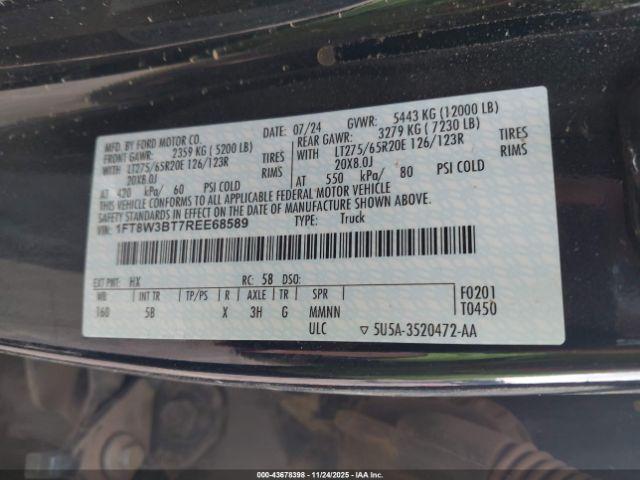 MFD. BY FORD MOTOR CO.
DATE: 07/24 GVWR: 5443 KG (12000 LB)
FRONT GAWR: 2359 KG (5200 LB) REAR GAWR: 3279 KG (7230 LB)
WITH LT275/65R20E 126/123R TIRES WITH LT275/65R20E 126/123R TIRES
20X8.0J RIMS 20X8.0J RIMS
AT 420 kPa/ 60 PSI COLD AT 550 kPa/ 80 PSI COLD
THIS VEHICLE CONFORMS TO ALL APPLICABLE FEDERAL MOTOR VEHICLE
SAFETY STANDARDS IN EFFECT ON THE DATE OF MANUFACTURE SHOWN ABOVE.
VIN: 1FT8W3BT7REE68589 TYPE: Truck
EXT PNT: HX RC: 58 DSO:
WB INT TR TP/PS R AXLE TR SPR F0201
160 5B X 3H G MMNN T0450
ULC ▽ 5U5A-3520472-AA
00-43678398 - 11/24/2025 - IAA Inc.